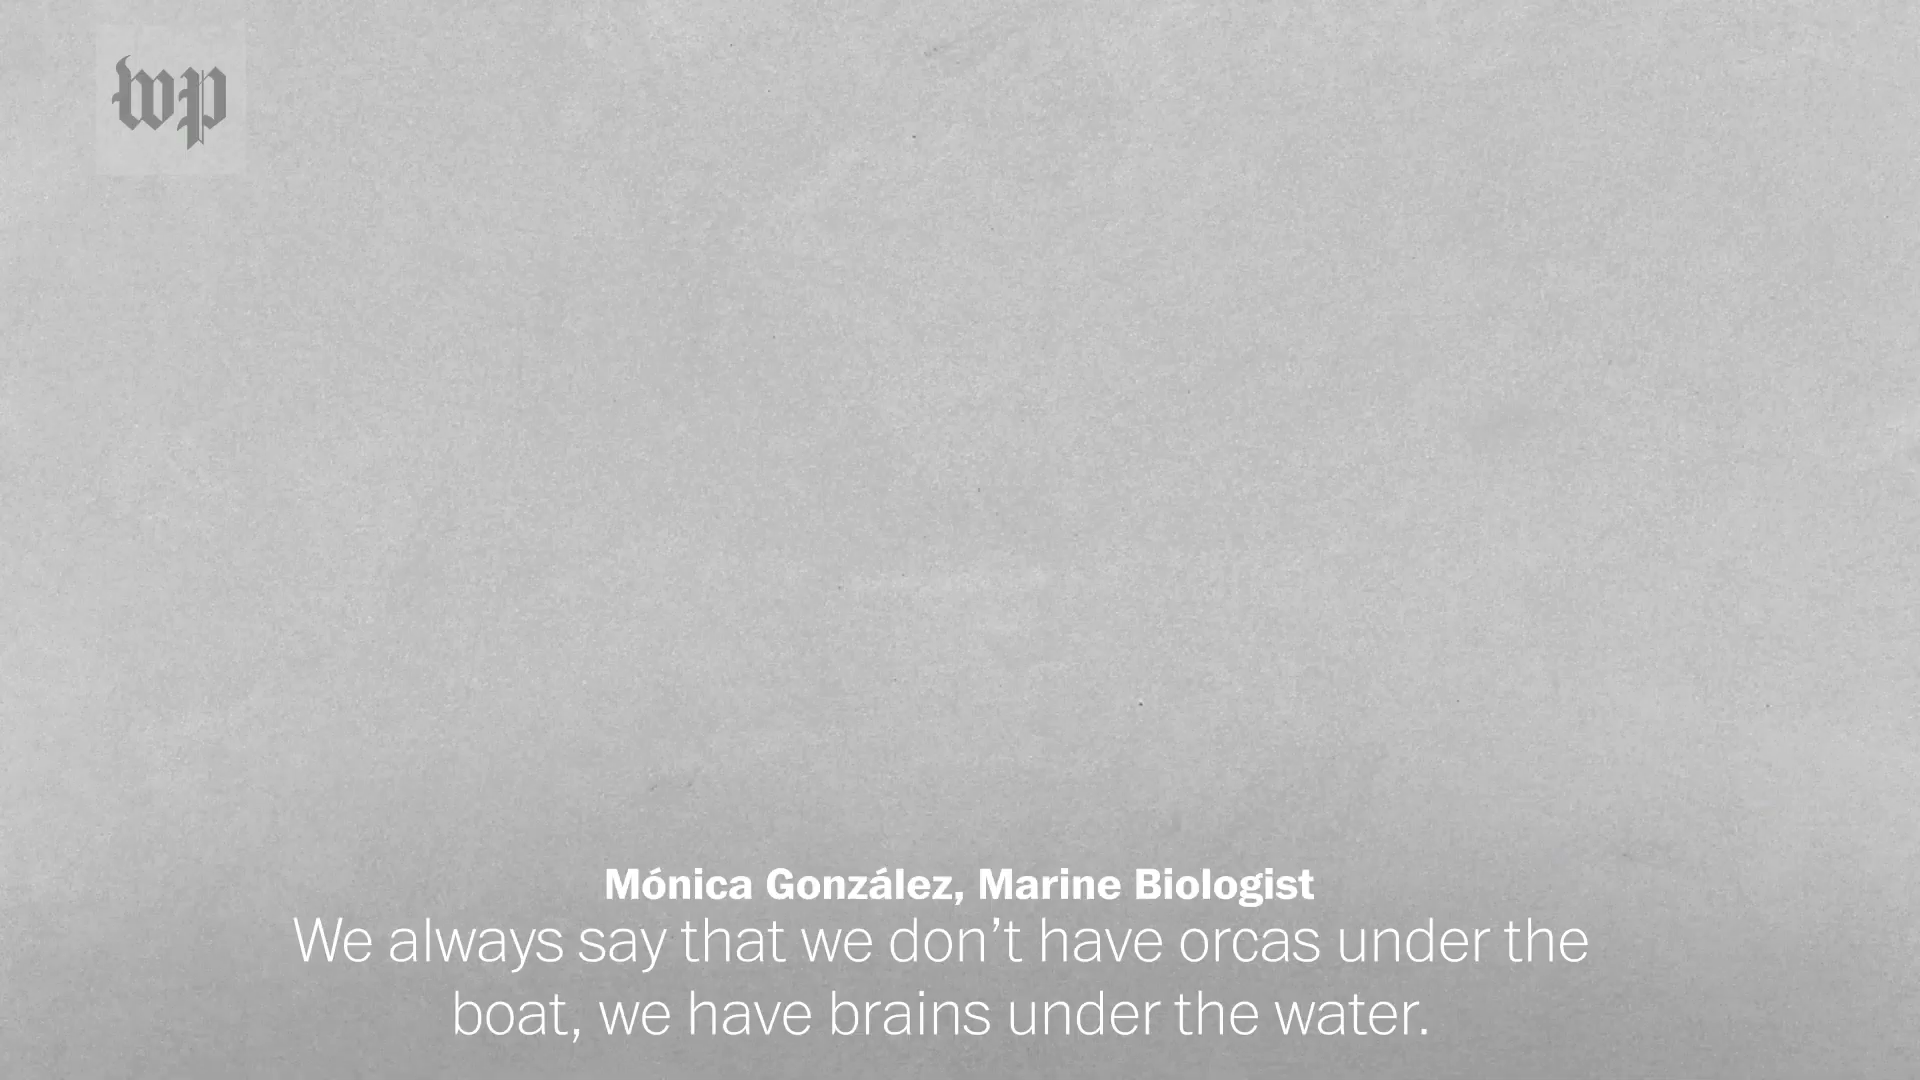 wp
Mónica González, Marine Biologist
We always say that we don’t have orcas under the
boat, we have brains under the water.